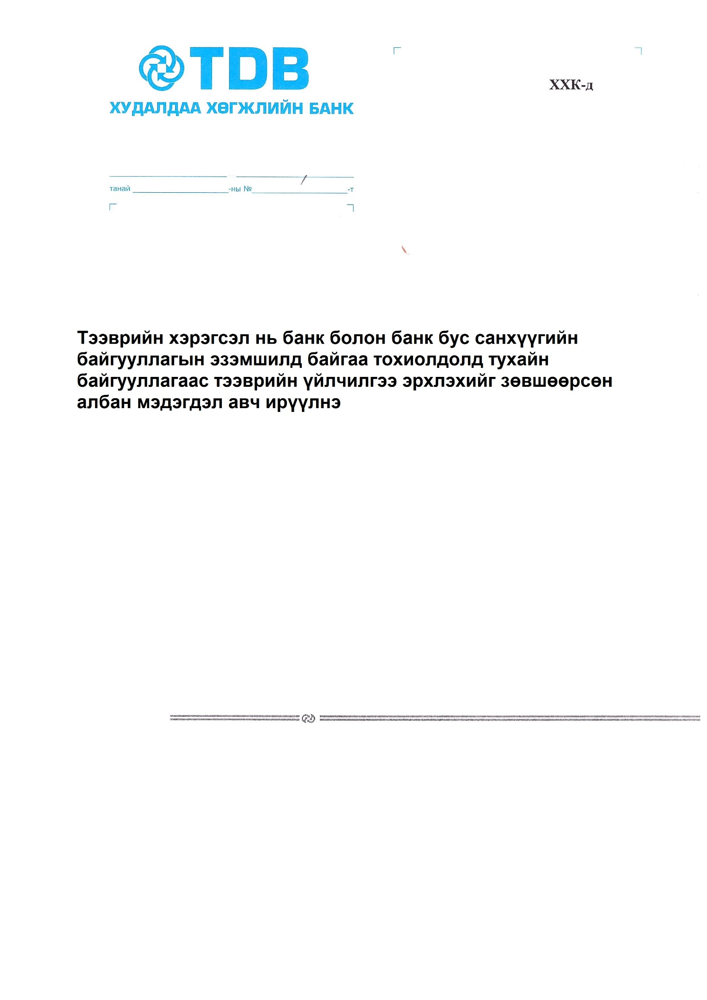 TDB
ХУДАЛДАА ХӨГЖЛИЙН БАНК
ХХК-д
танай -ны № -т
Тээврийн хэрэгсэл нь банк болон банк бус санхүүгийн
байгууллагын эзэмшилд байгаа тохиолдолд тухайн
байгууллагаас тээврийн үйлчилгээ эрхлэхийг зөвшөөрсөн
албан мэдэгдэл авч ирүүлнэ